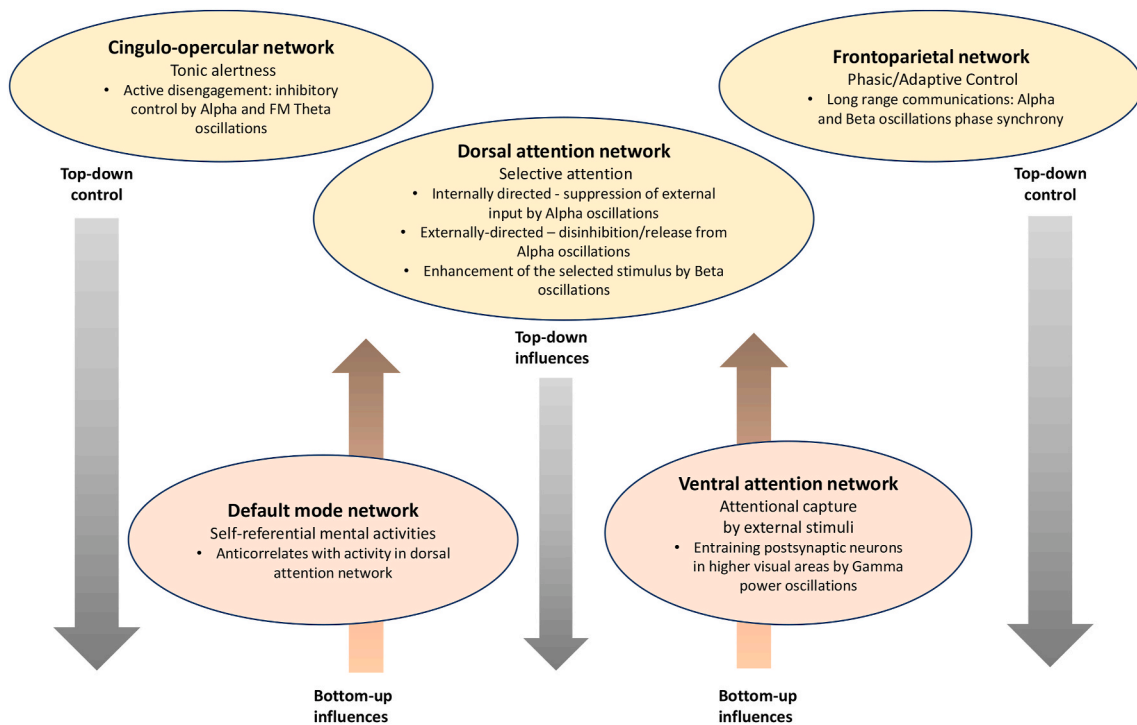 Cingulo-opercular network
Tonic alertness
• Active disengagement: inhibitory
control by Alpha and FM Theta
oscillations
Frontoparietal network
Phasic/Adaptive Control
• Long range communications: Alpha
and Beta oscillations phase synchrony
Dorsal attention network
Selective attention
• Internally directed - suppression of external
input by Alpha oscillations
• Externally-directed – disinhibition/release from
Alpha oscillations
• Enhancement of the selected stimulus by Beta
oscillations
Top-down
control
Top-down
control
Top-down
influences
Default mode network
Self-referential mental activities
• Anticorrelates with activity in dorsal
attention network
Ventral attention network
Attentional capture
by external stimuli
• Entraining postsynaptic neurons
in higher visual areas by Gamma
power oscillations
Bottom-up
influences
Bottom-up
influences